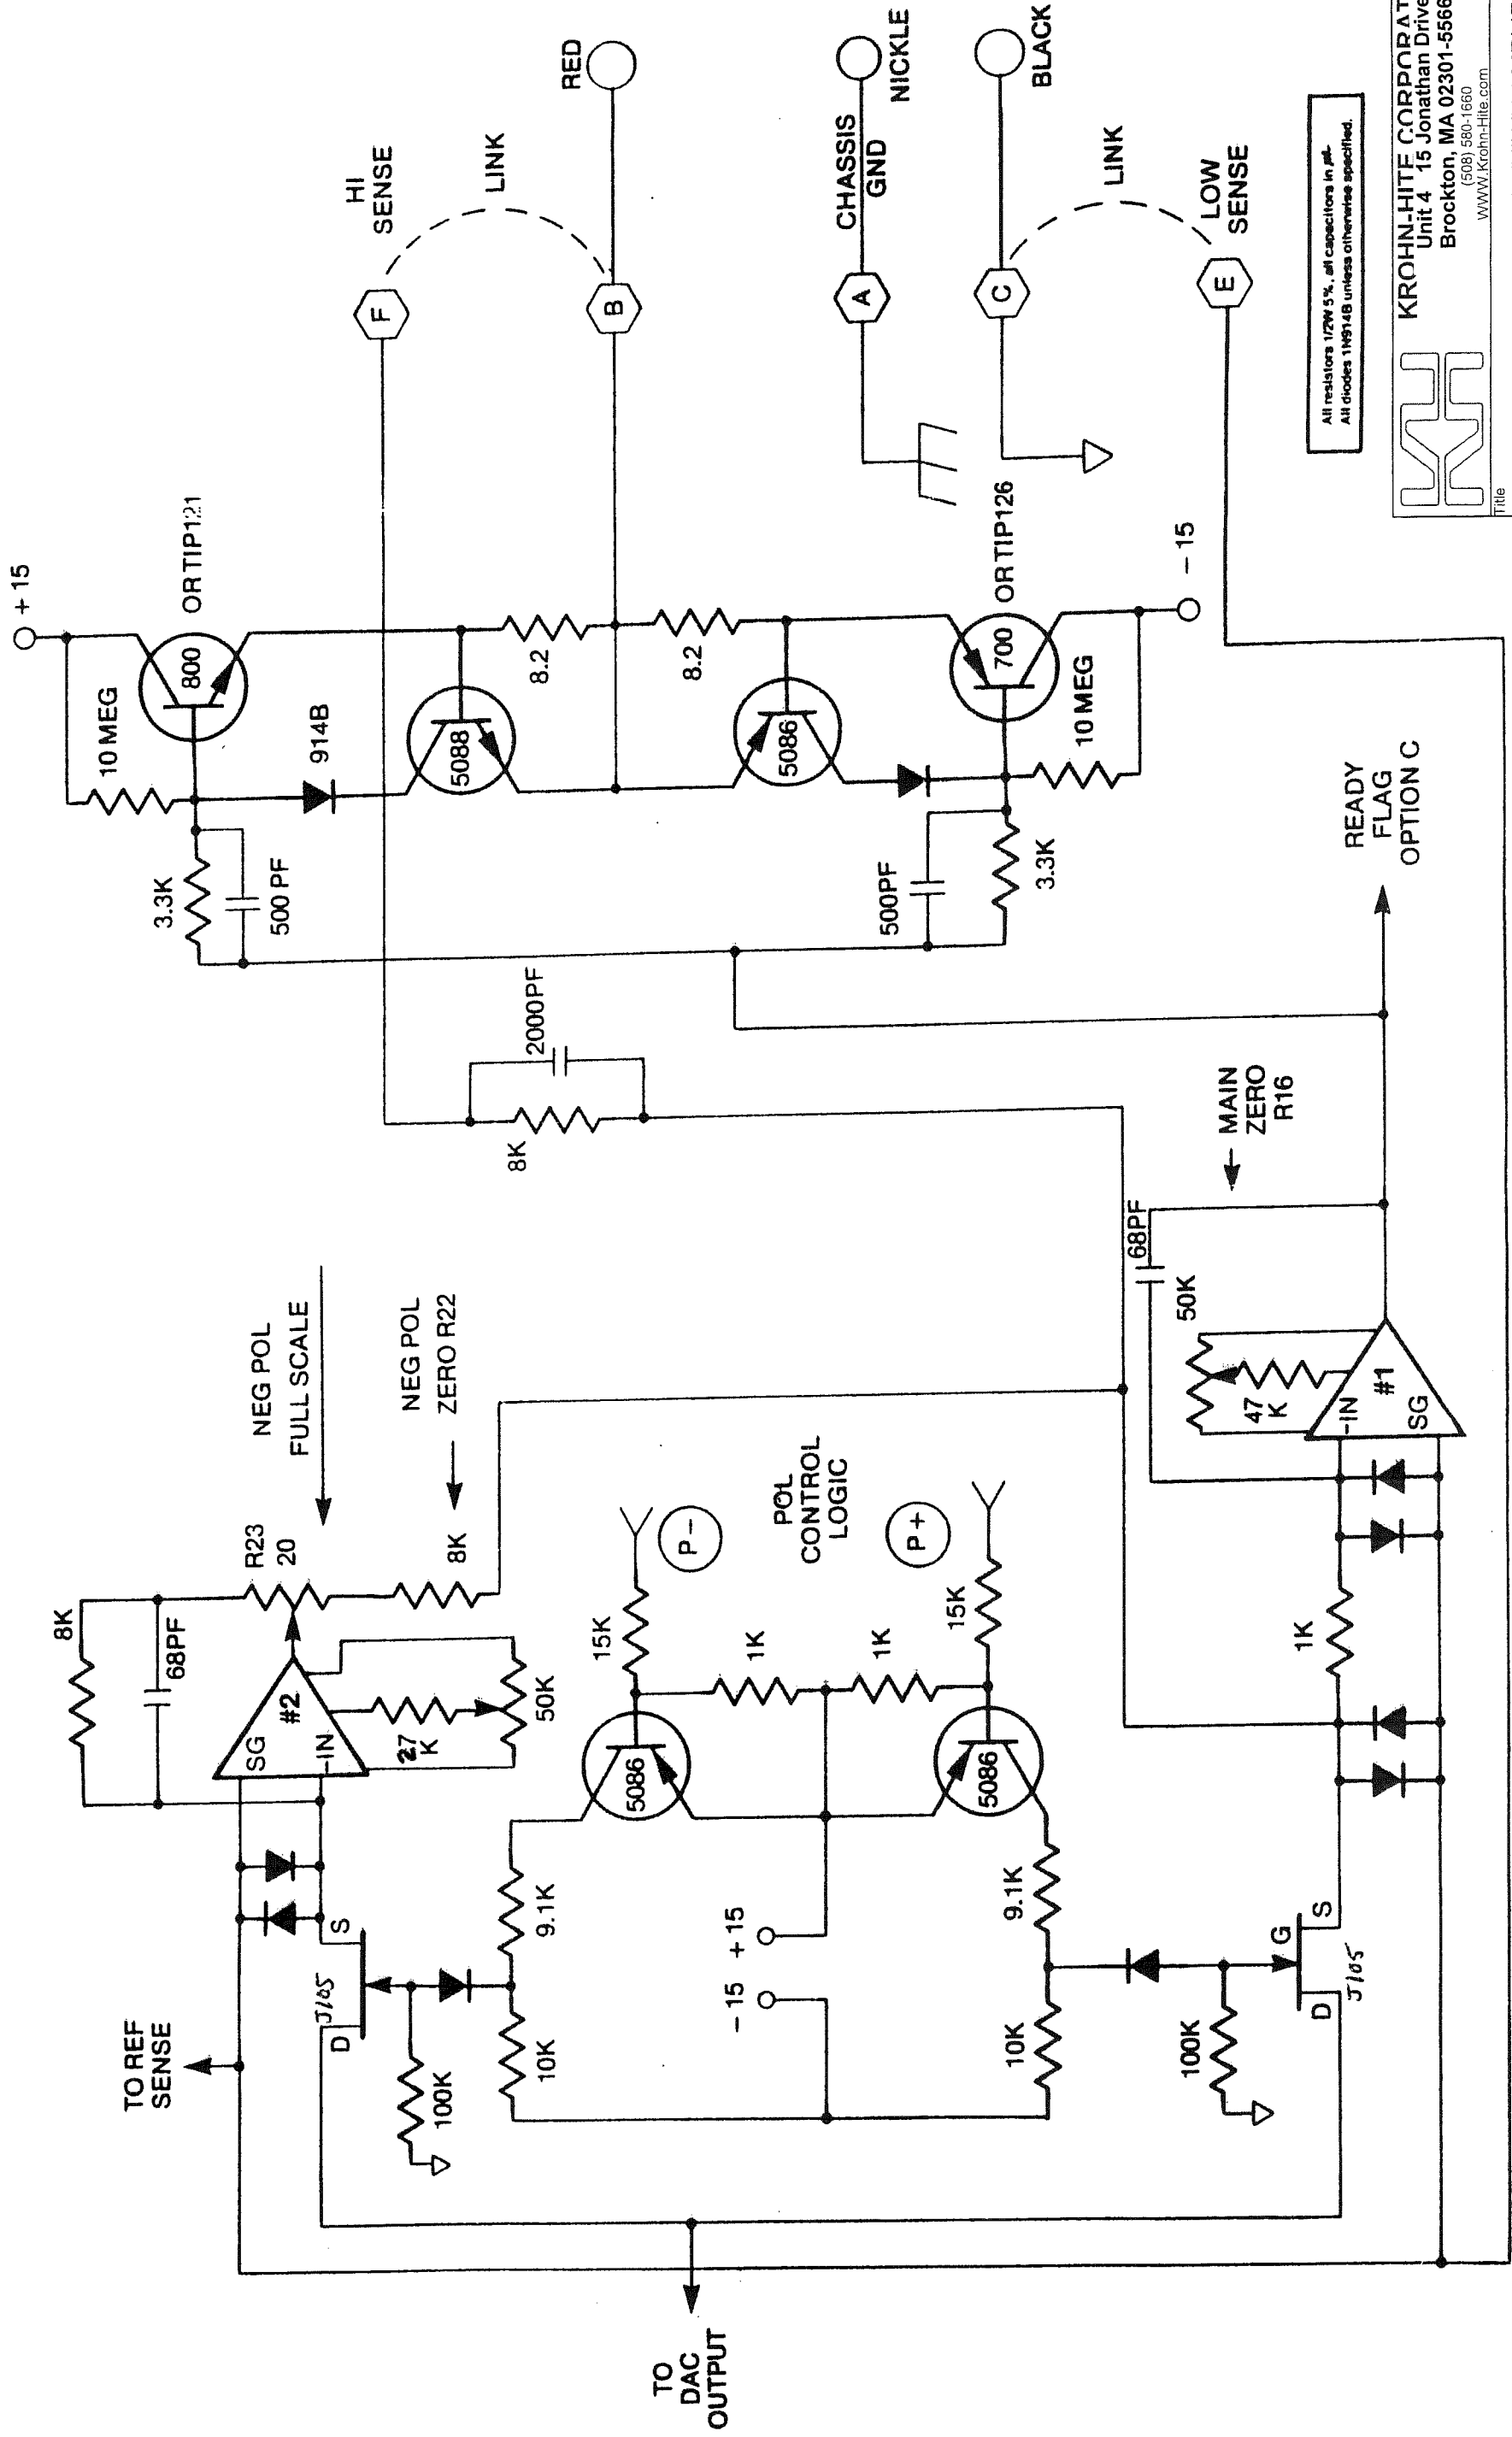 + 15
OR TIP121
800
10 MEG
914B
5088
3.3K
500 PF
8.2
8.2
5086
700
OR TIP126
10 MEG
- 15
500PF
3.3K
HI
SENSE
F
LINK
RED
B
CHASSIS
GND
A
NICKLE
C
BLACK
LINK
LOW
SENSE
E
2000PF
8K
READY
FLAG
OPTION C
MAIN
ZERO
R16
68PF
50K
47
K
-IN
#1
SG
1K
NEG POL
FULL SCALE
NEG POL
ZERO R22
8K
68PF
R23
20
8K
SG
#2
-IN
27
K
50K
P-
POL
CONTROL
LOGIC
P+
15K
1K
1K
15K
5086
5086
9.1K
9.1K
+ 15
- 15
10K
10K
100K
100K
S
J105
D
G
S
D
J105
TO REF
SENSE
TO
DAC
OUTPUT
All resistors 1/2W 5%, all capacitors in
All diodes 1N914B unless otherwise specified.
KH
KROHN-HITE CORPORAT
Unit 4 15 Jonathan Drive
Brockton, MA 02301-5566
(508) 580-1660
WWW.Krohn-Hite.com
Title